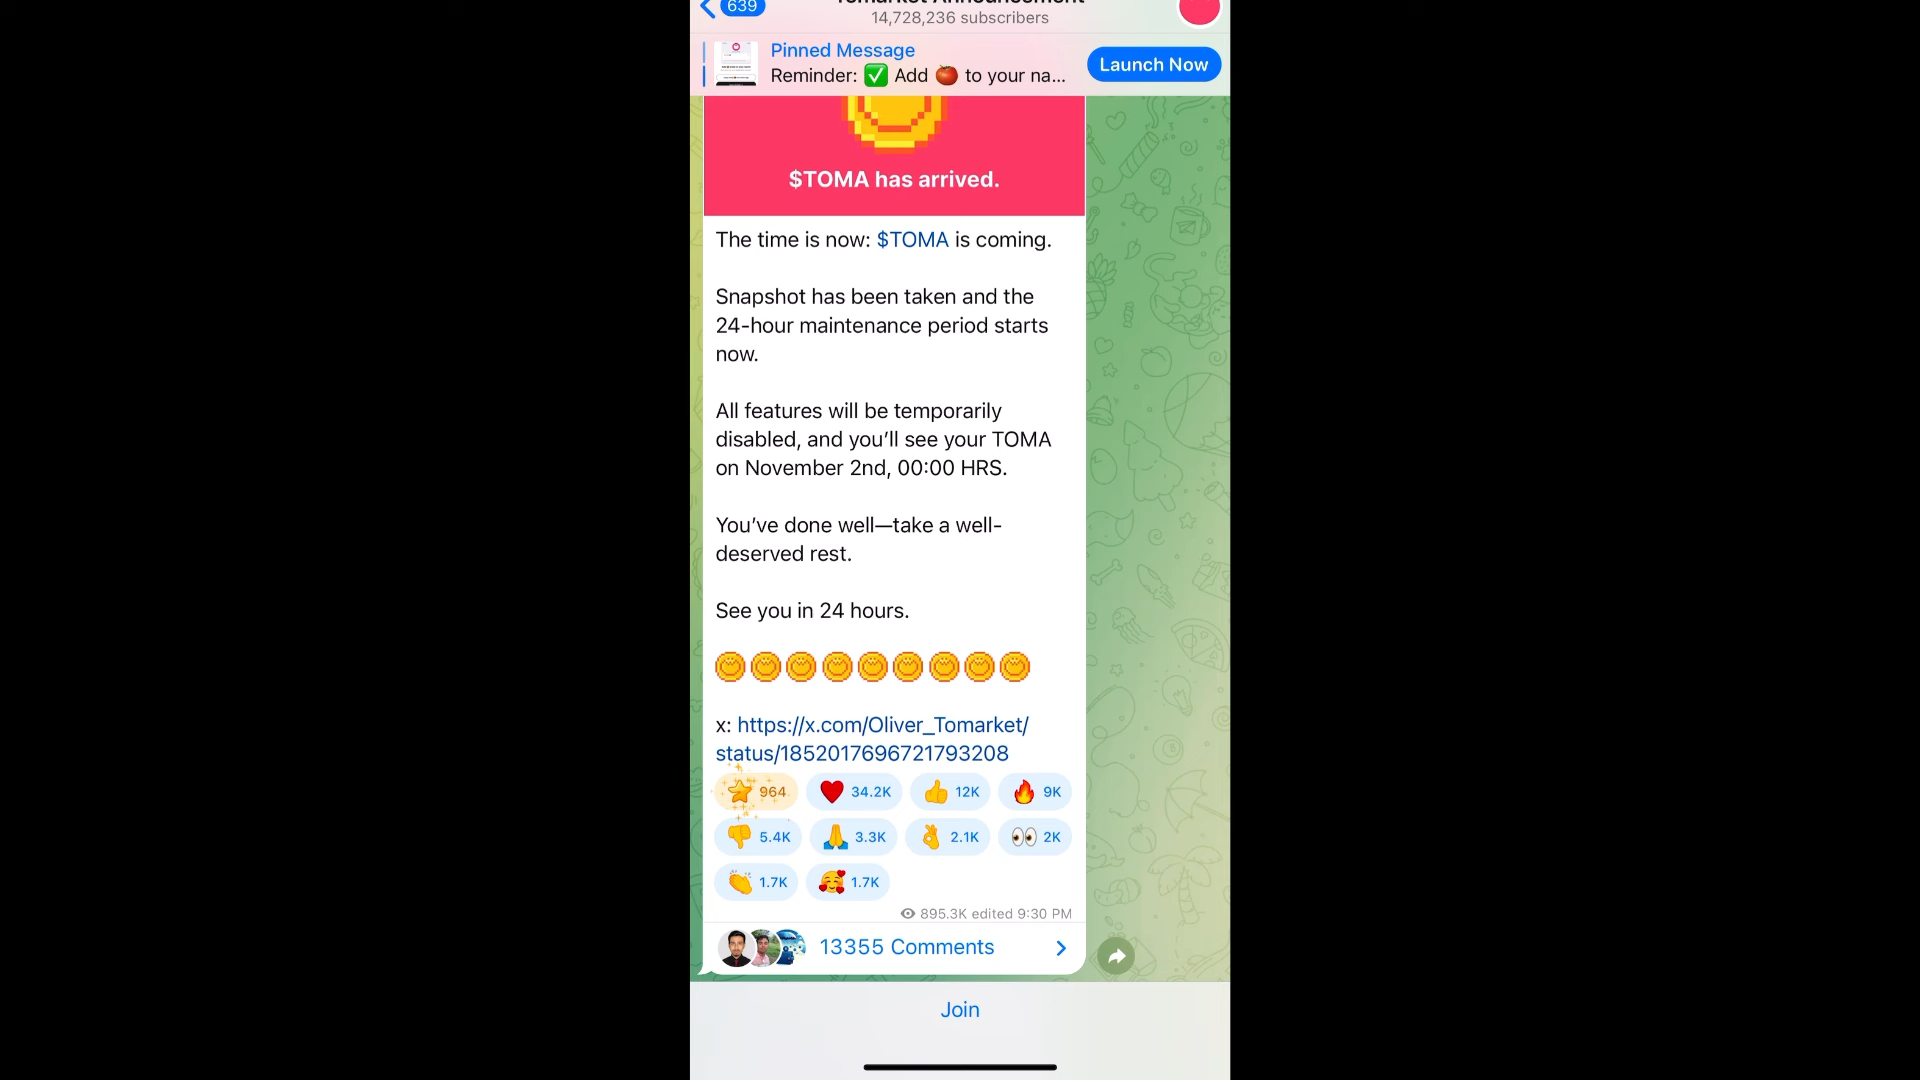 639
Tomarket Announcement
14,728,236 subscribers
Pinned Message
Reminder: ✅ Add 🍅 to your na...
Launch Now
$TOMA has arrived.
The time is now: $TOMA is coming.
Snapshot has been taken and the
24-hour maintenance period starts
now.
All features will be temporarily
disabled, and you’ll see your TOMA
on November 2nd, 00:00 HRS.
You’ve done well—take a well-
deserved rest.
See you in 24 hours.
x: https://x.com/Oliver_Tomarket/
status/1852017696721793208
964 34.2K 12K 9K
5.4K 3.3K 2.1K 2K
1.7K 1.7K
895.3K edited 9:30 PM
13355 Comments
Join